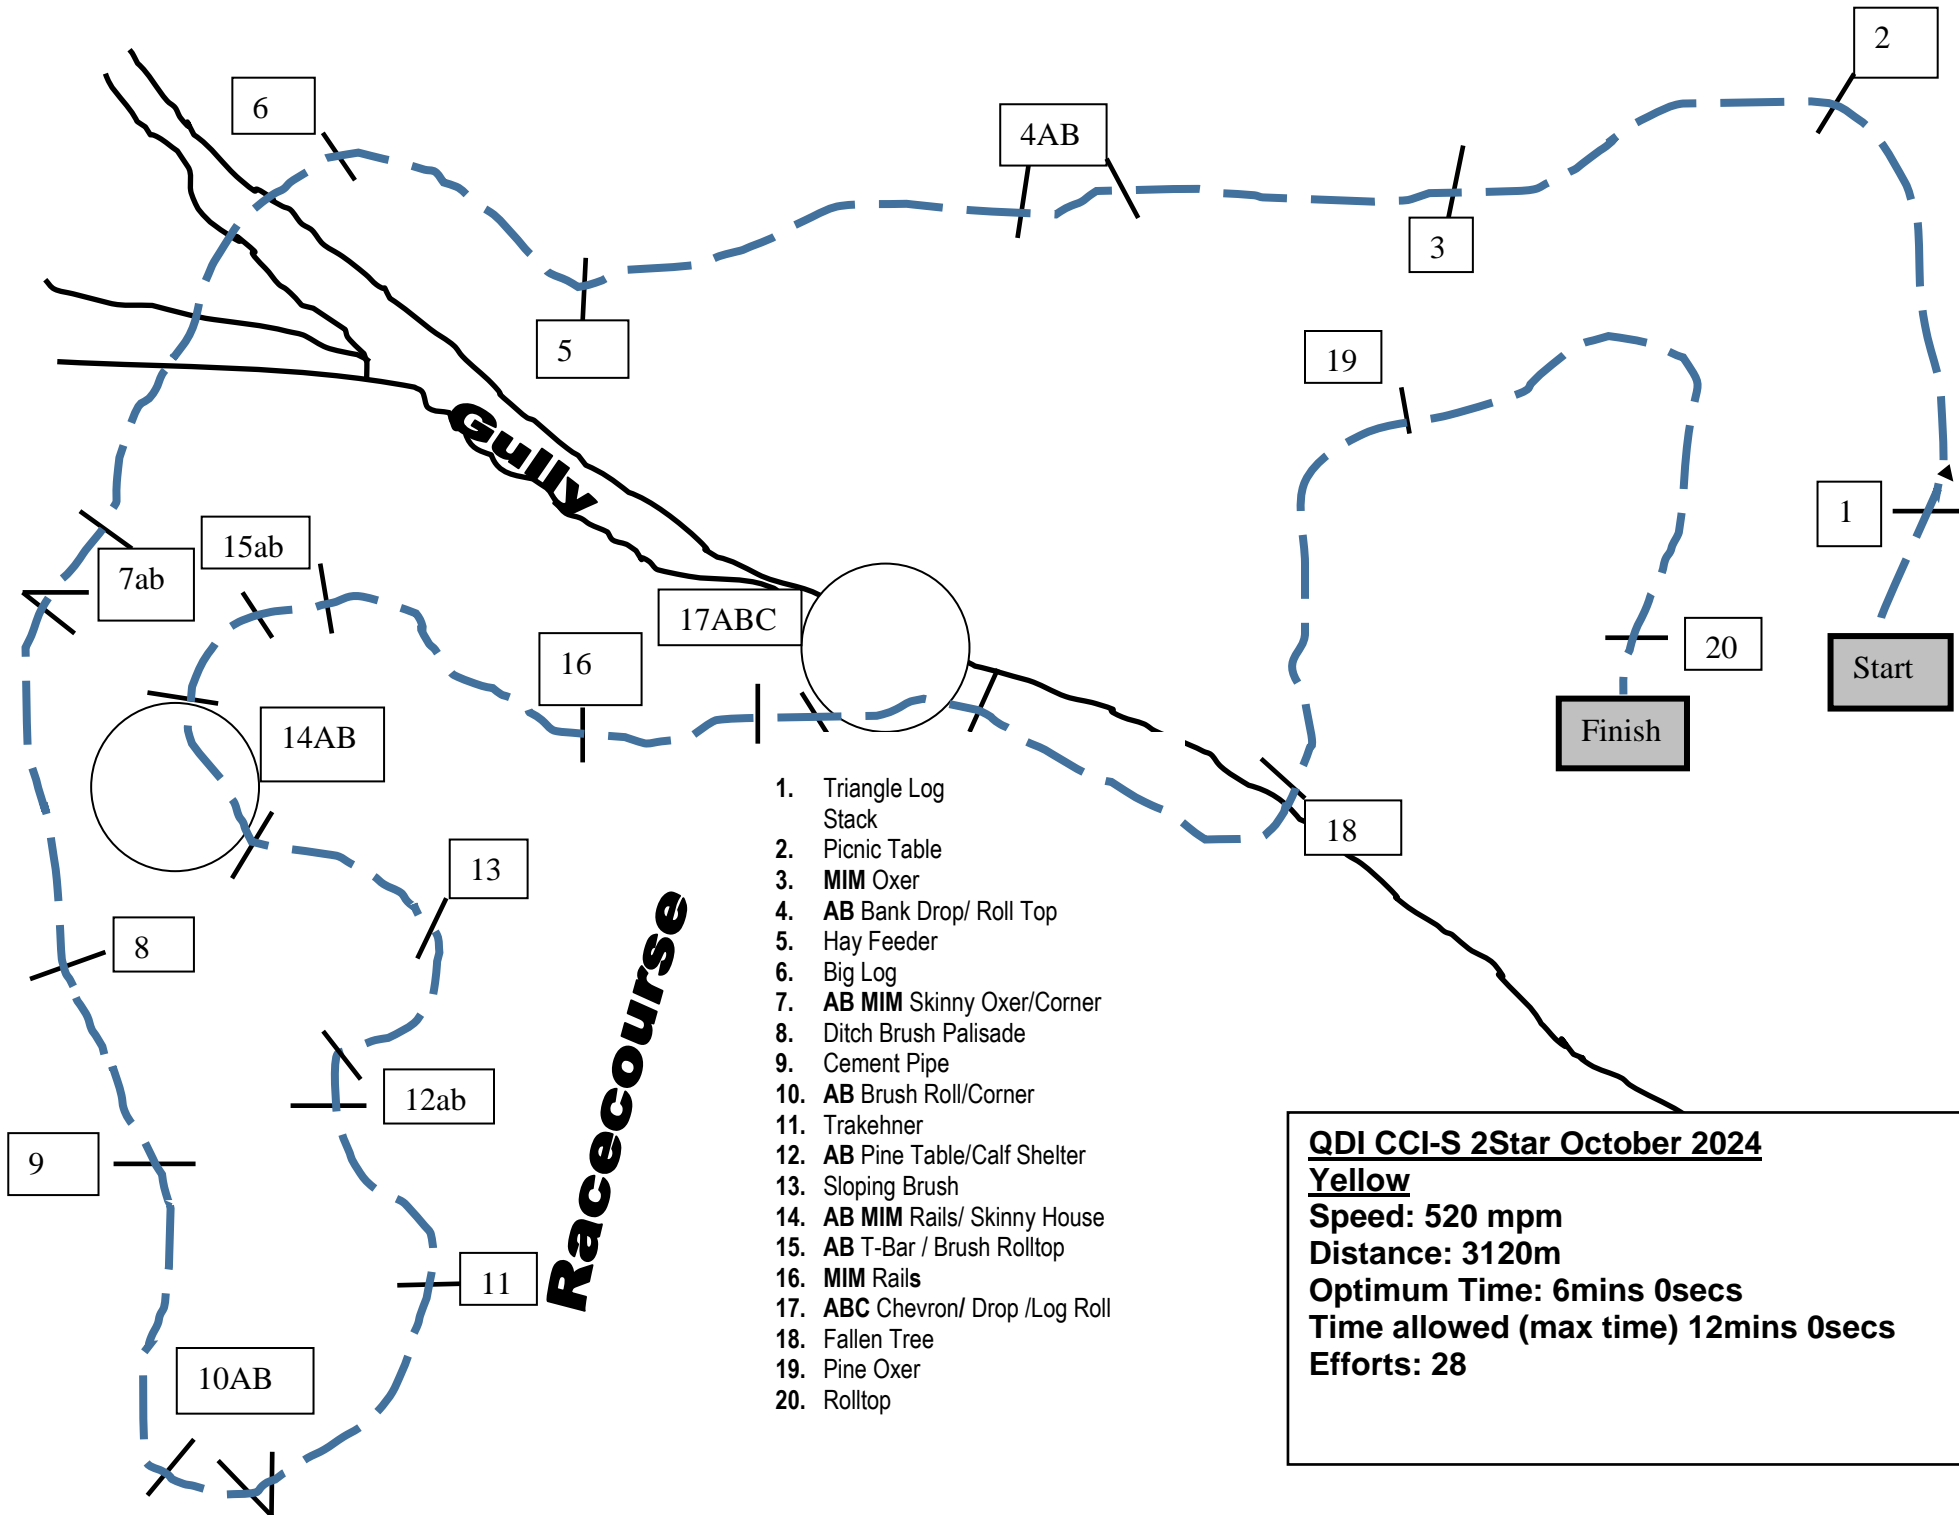 2
6
4AB
3
5
19
Gully
1
15ab
7ab
17ABC
16
20
Start
Finish
14AB
18
13
8
12ab
9
11
10AB
Racecourse
1. Triangle Log
Stack
2. Picnic Table
3. MIM Oxer
4. AB Bank Drop/ Roll Top
5. Hay Feeder
6. Big Log
7. AB MIM Skinny Oxer/Corner
8. Ditch Brush Palisade
9. Cement Pipe
10. AB Brush Roll/Corner
11. Trakehner
12. AB Pine Table/Calf Shelter
13. Sloping Brush
14. AB MIM Rails/ Skinny House
15. AB T-Bar / Brush Rolltop
16. MIM Rails
17. ABC Chevron/ Drop /Log Roll
18. Fallen Tree
19. Pine Oxer
20. Rolltop
QDI CCI-S 2Star October 2024
Yellow
Speed: 520 mpm
Distance: 3120m
Optimum Time: 6mins 0secs
Time allowed (max time) 12mins 0secs
Efforts: 28